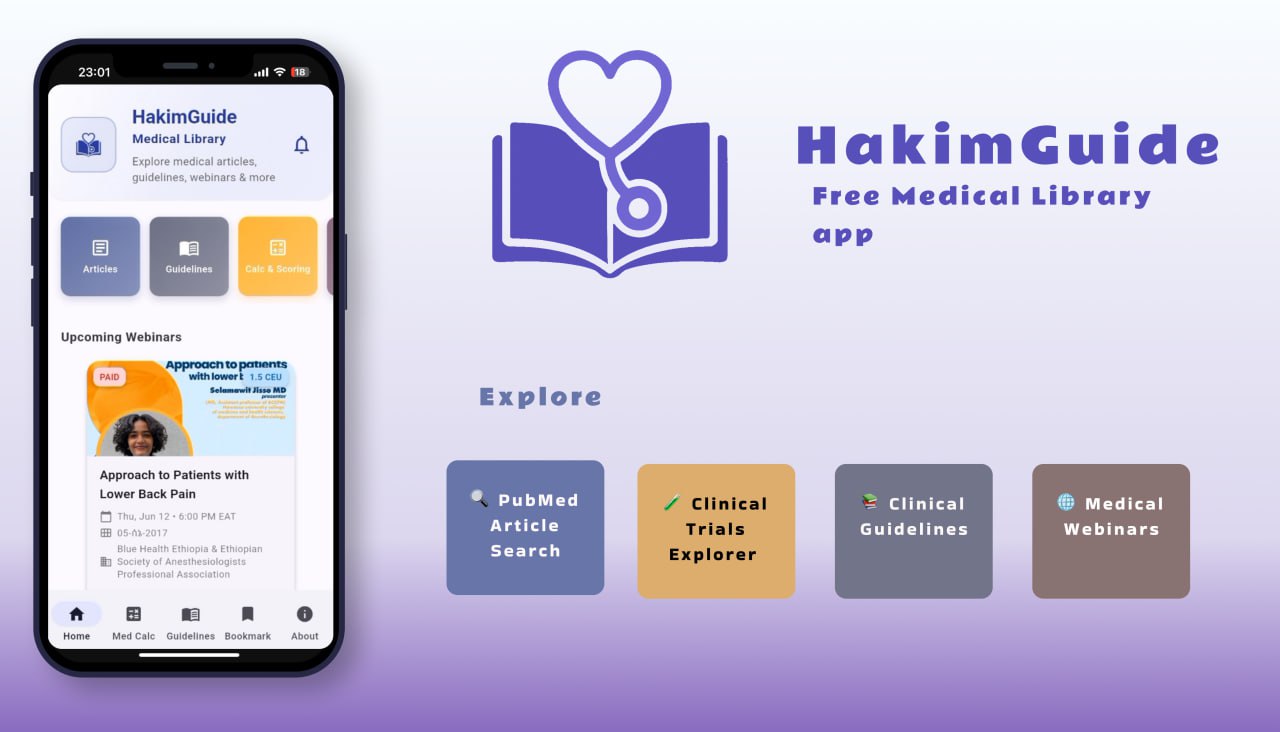 23:01
18
HakimGuide
Medical Library
Explore medical articles,
guidelines, webinars & more
Articles
Guidelines
Calc & Scoring
Upcoming Webinars
PAID
Approach to patients
with lower
1.5 CEU
Selamawit Jisso MD
presenter
Approach to Patients with
Lower Back Pain
Thu, Jun 12 • 6:00 PM EAT
05-ሰኔ-2017
Blue Health Ethiopia & Ethiopian
Society of Anesthesiologists
Professional Association
Home
Med Calc
Guidelines
Bookmark
About
HakimGuide
Free Medical Library
app
Explore
PubMed
Article
Search
Clinical
Trials
Explorer
Clinical
Guidelines
Medical
Webinars